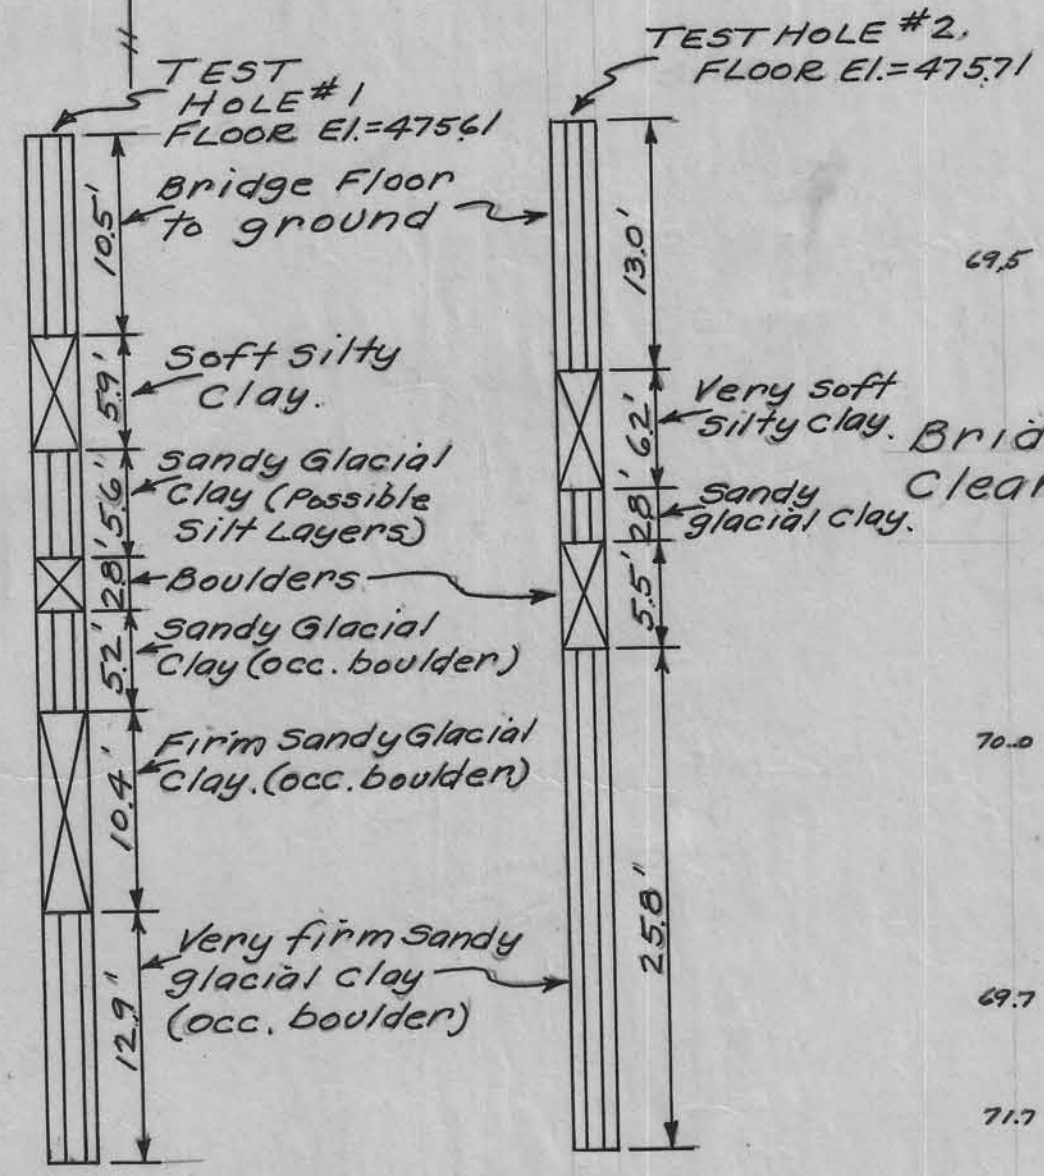 TEST
HOLE #1
FLOOR El.=475.61
10.5'
Bridge Floor
to ground
5.9'
Soft Silty
Clay.
5.6'
Sandy Glacial
Clay (Possible
Silt Layers)
2.8'
Boulders
5.2'
Sandy Glacial
Clay (occ. boulder)
10.4'
Firm Sandy Glacial
Clay. (occ. boulder)
12.9'
Very firm Sandy
glacial Clay
(occ. boulder)
TEST HOLE #2.
FLOOR El.=475.71
13.0'
6.2'
Very soft
Silty Clay.
2.8'
Sandy
glacial Clay.
5.5'
25.8'
Brid
Clear
69.5
70.0
69.7
71.7